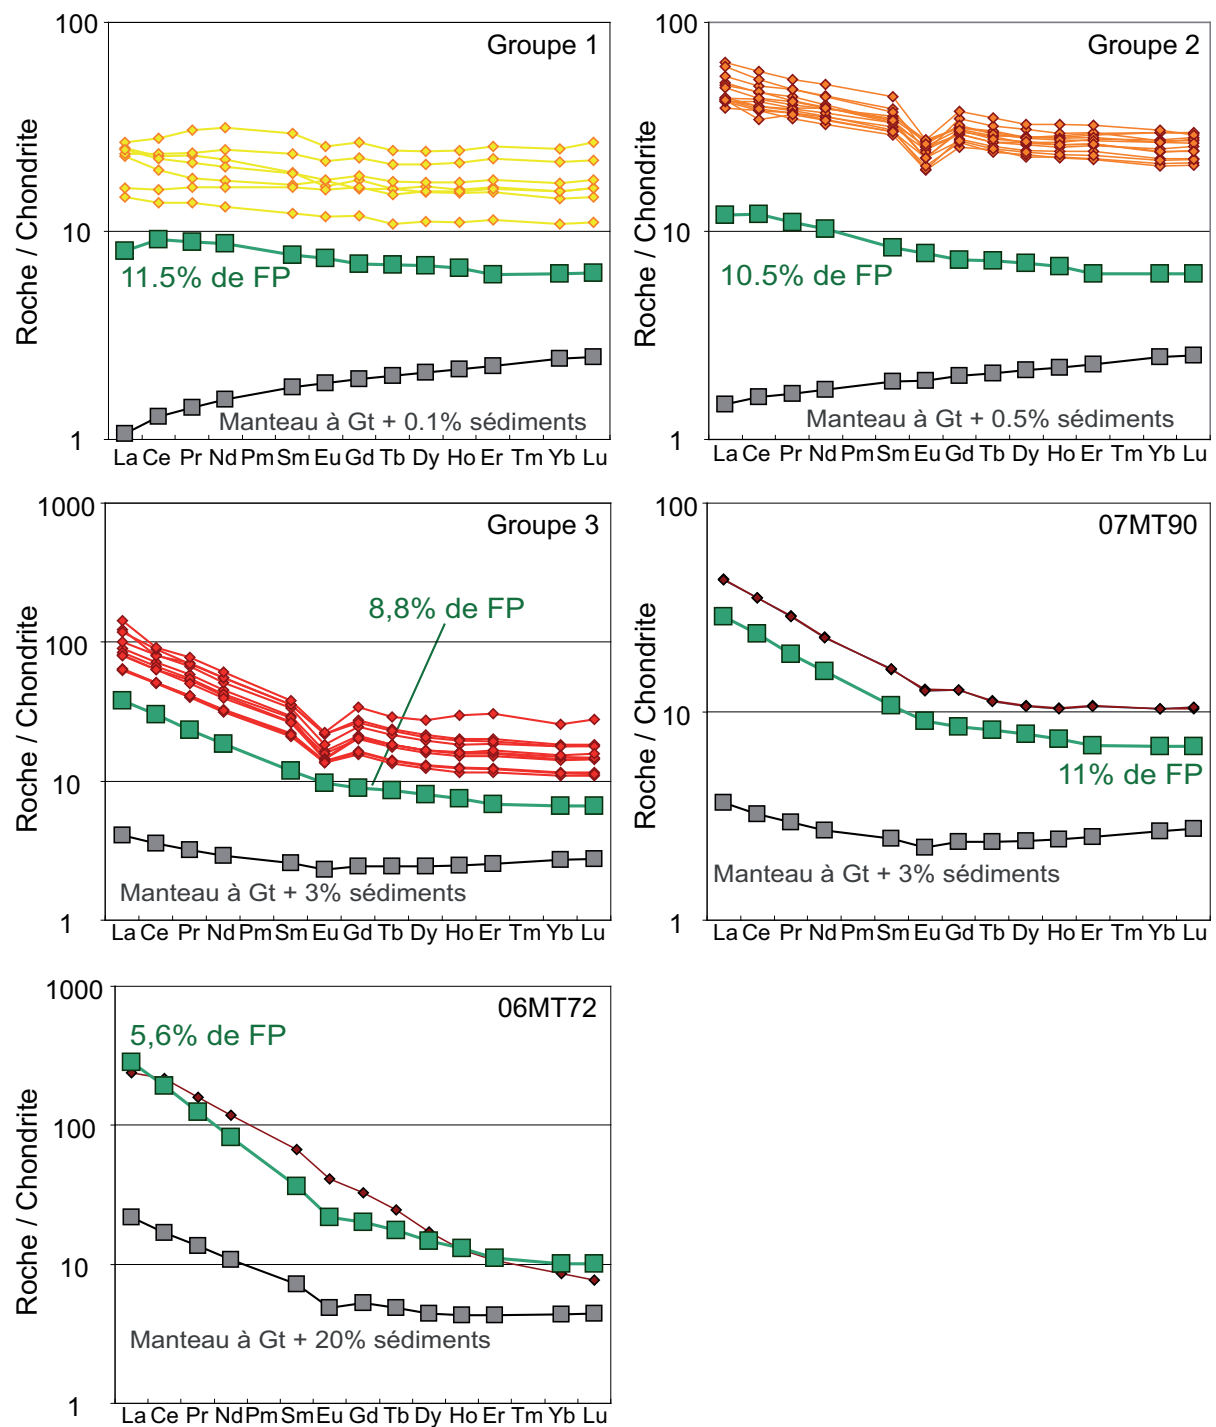 Groupe 1
Roche / Chondrite
100
10
1
11.5% de FP
Manteau à Gt + 0.1% sédiments
La Ce Pr Nd Pm Sm Eu Gd Tb Dy Ho Er Tm Yb Lu
Groupe 2
Roche / Chondrite
100
10
1
10.5% de FP
Manteau à Gt + 0.5% sédiments
La Ce Pr Nd Pm Sm Eu Gd Tb Dy Ho Er Tm Yb Lu
Groupe 3
Roche / Chondrite
1000
100
10
1
8,8% de FP
Manteau à Gt + 3% sédiments
La Ce Pr Nd Pm Sm Eu Gd Tb Dy Ho Er Tm Yb Lu
07MT90
Roche / Chondrite
100
10
1
11% de FP
Manteau à Gt + 3% sédiments
La Ce Pr Nd Pm Sm Eu Gd Tb Dy Ho Er Tm Yb Lu
06MT72
Roche / Chondrite
1000
100
10
1
5,6% de FP
Manteau à Gt + 20% sédiments
La Ce Pr Nd Pm Sm Eu Gd Tb Dy Ho Er Tm Yb Lu